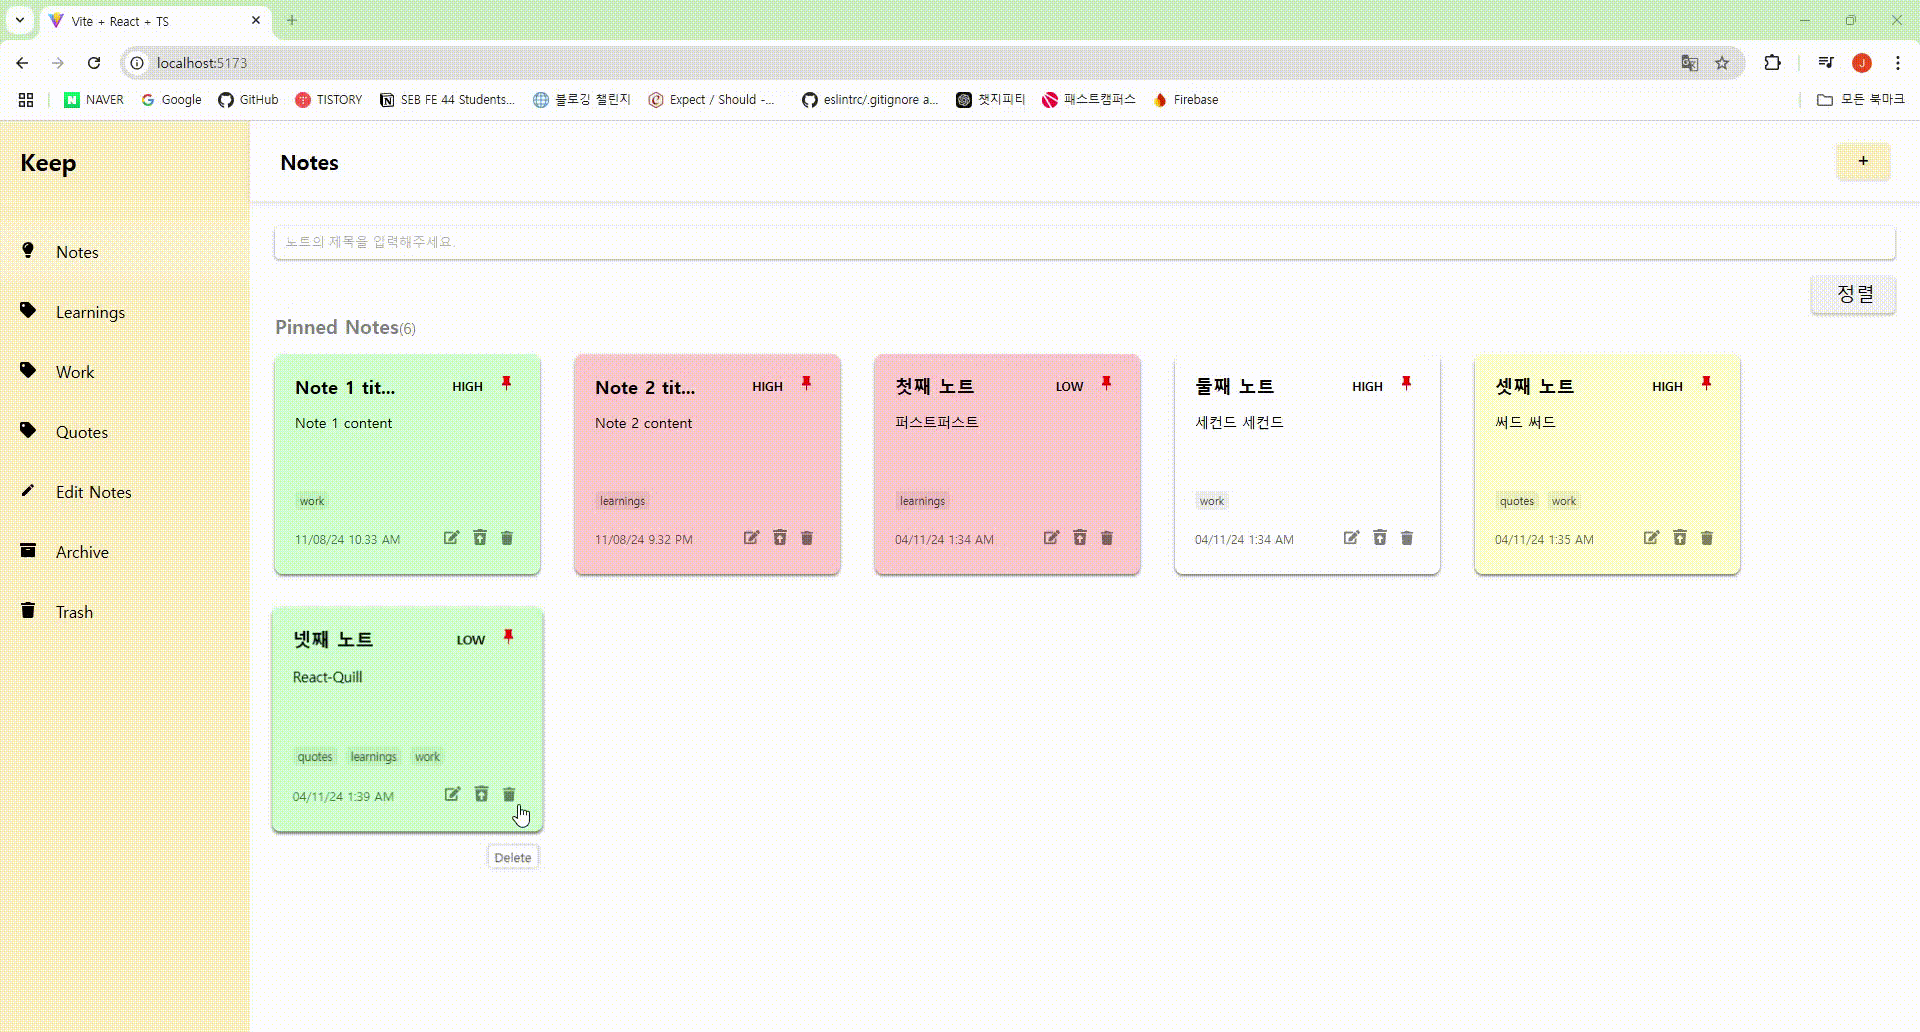 Vite + React + TS
localhost:5173
NAVER Google GitHub TISTORY SEB FE 44 Students... 블로깅 챌린지 Expect / Should -... eslintrc/.gitignore a... 챗지피티 패스트캠퍼스 Firebase 모든 북마크
Keep
Notes
+
Notes
Learnings
Work
Quotes
Edit Notes
Archive
Trash
노트의 제목을 입력해주세요.
정렬
Pinned Notes(6)
Note 1 tit... HIGH
Note 1 content
work
11/08/24 10.33 AM
Note 2 tit... HIGH
Note 2 content
learnings
11/08/24 9.32 PM
첫째 노트 LOW
퍼스트퍼스트
learnings
04/11/24 1:34 AM
둘째 노트 HIGH
세컨드 세컨드
work
04/11/24 1:34 AM
셋째 노트 HIGH
써드 써드
quotes work
04/11/24 1:35 AM
넷째 노트 LOW
React-Quill
quotes learnings work
04/11/24 1:39 AM
Delete